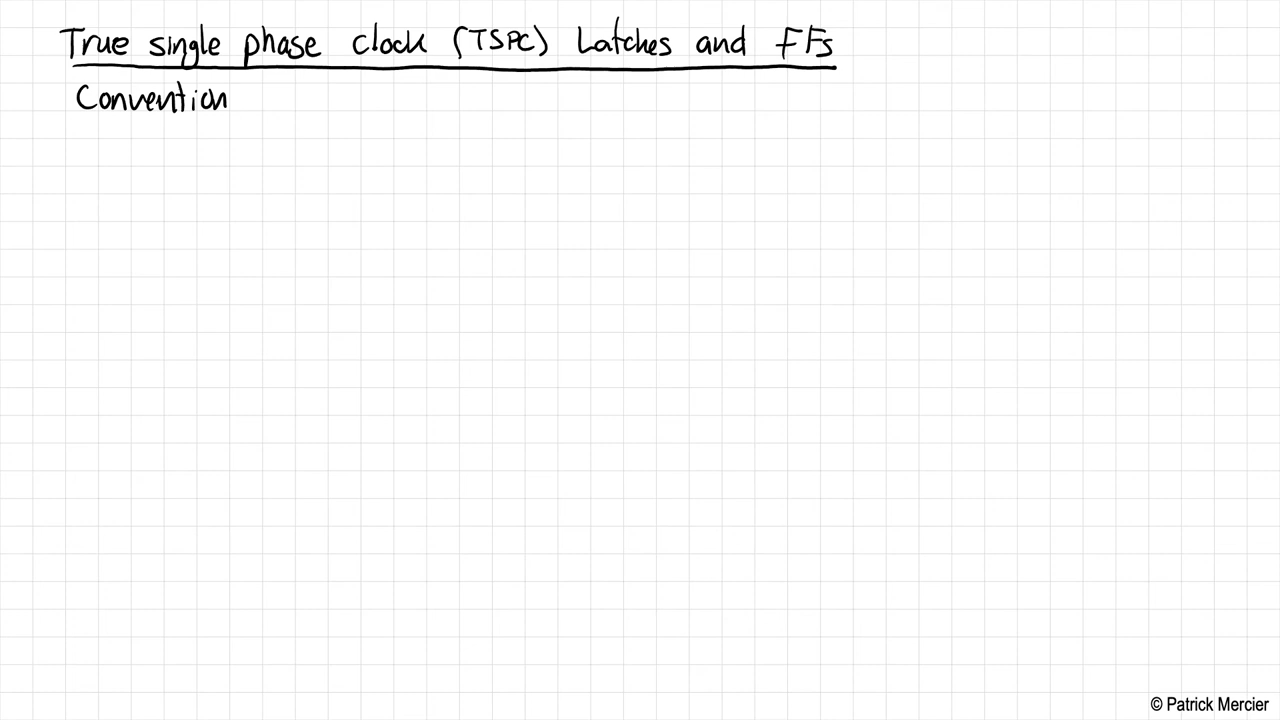 True single phase clock (TSPC) Latches and FFs
Convention
© Patrick Mercier